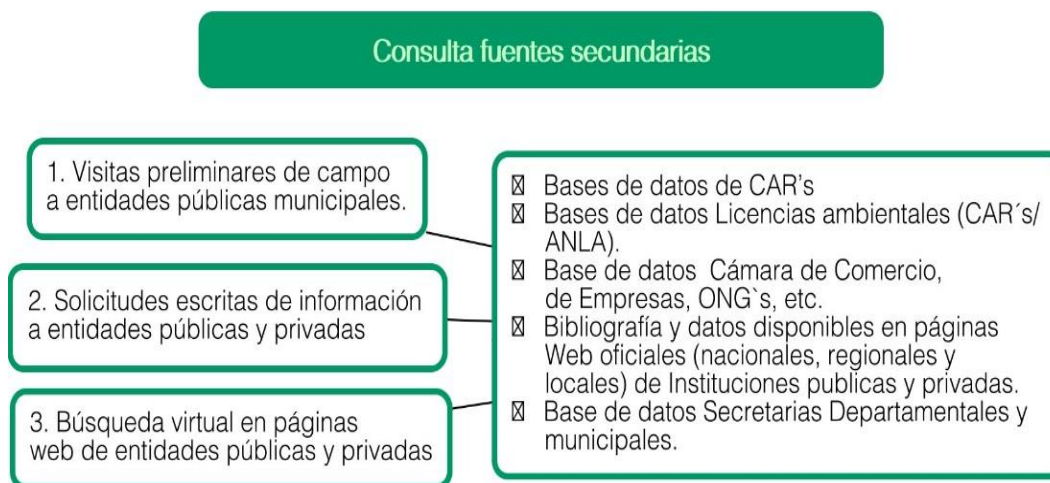 Consulta fuentes secundarias
1. Visitas preliminares de campo
a entidades públicas municipales.
2. Solicitudes escritas de información
a entidades públicas y privadas
3. Búsqueda virtual en páginas
web de entidades públicas y privadas
Bases de datos de CAR's
Bases de datos Licencias ambientales (CAR´s/
ANLA).
Base de datos  Cámara de Comercio,
de Empresas, ONG`s, etc.
Bibliografía y datos disponibles en páginas
Web oficiales (nacionales, regionales y
locales) de Instituciones publicas y privadas.
Base de datos Secretarias Departamentales y
municipales.